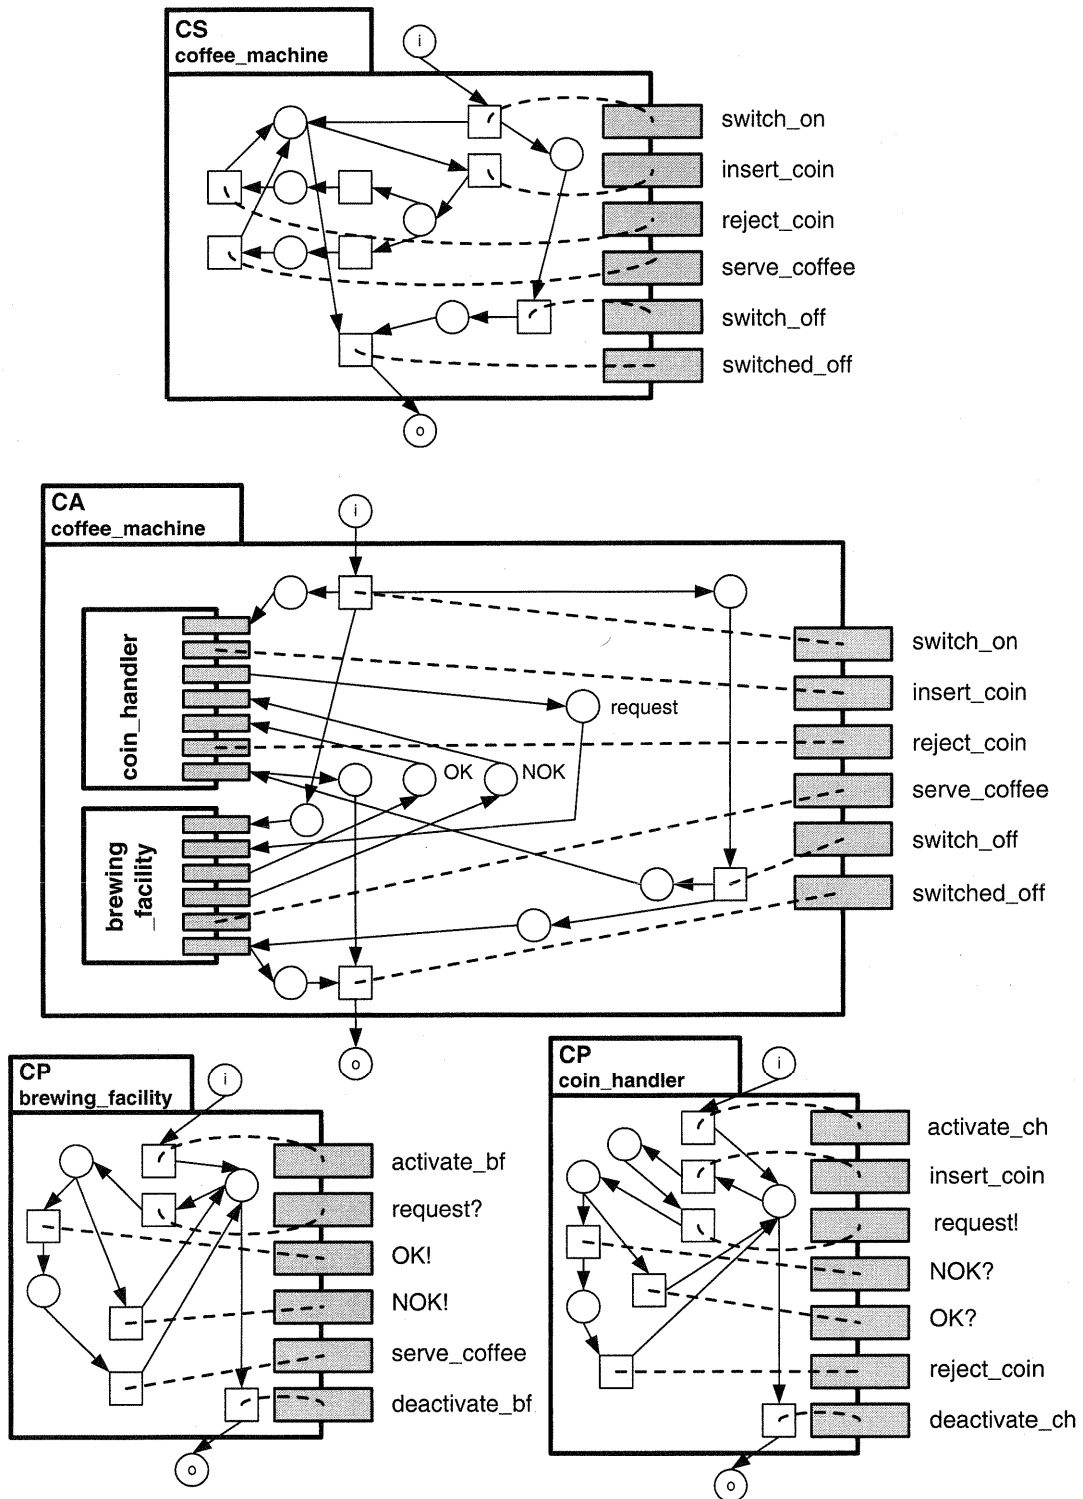 CS
coffee_machine
i
switch_on
insert_coin
reject_coin
serve_coffee
switch_off
switched_off
o
CA
coffee_machine
i
coin_handler
switch_on
insert_coin
request
reject_coin
OK
NOK
serve_coffee
brewing
_facility
switch_off
switched_off
o
CP
brewing_facility
i
activate_bf
request?
OK!
NOK!
serve_coffee
deactivate_bf
o
CP
coin_handler
i
activate_ch
insert_coin
request!
NOK?
OK?
reject_coin
deactivate_ch
o